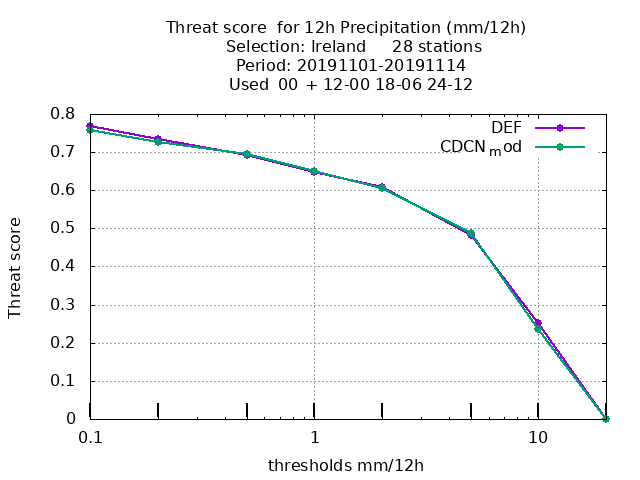 Threat score  for 12h Precipitation (mm/12h)
Selection: Ireland     28 stations
Period: 20191101-20191114
Used  00  + 12-00 18-06 24-12
DEF
CDCNmod
0.8
0.7
0.6
0.5
0.4
0.3
0.2
0.1
0
Threat score
0.1 1 10
thresholds mm/12h